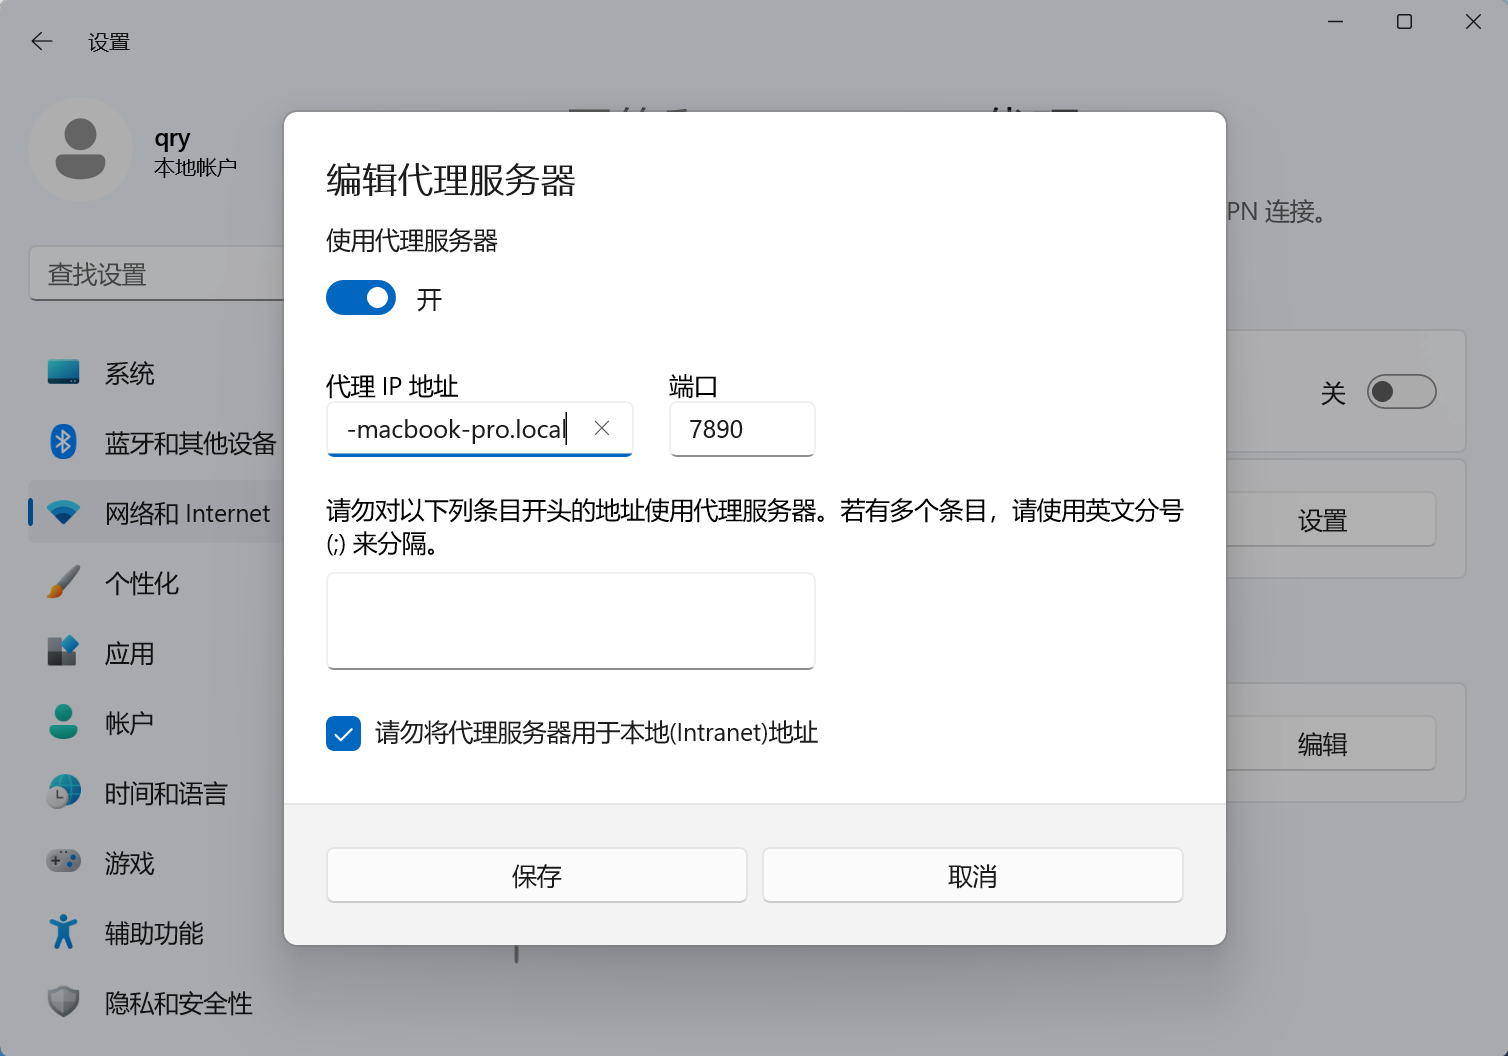 设置
qry
本地帐户
查找设置
系统
蓝牙和其他设备
网络和 Internet
个性化
应用
帐户
时间和语言
游戏
辅助功能
隐私和安全性
编辑代理服务器
使用代理服务器
开
代理 IP 地址
端口
-macbook-pro.local
7890
请勿对以下列条目开头的地址使用代理服务器。若有多个条目，请使用英文分号
(;) 来分隔。
请勿将代理服务器用于本地(Intranet)地址
保存
取消
PN 连接。
关
设置
编辑